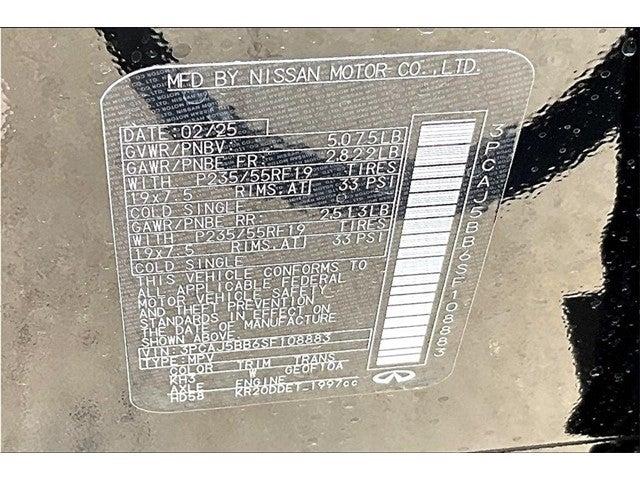 MFD BY NISSAN MOTOR CO.,LTD.
DATE:02/25
GVWR/PNBV: 5,075LB
GAWR/PNBE FR: 2,822LB
WITH P235/55RF19 TIRES
19x7.5 RIMS:ATI 33 PSI
COLD SINGLE
GAWR/PNBE RR: 2,513LB
WITH P235/55RF19 TIRES
19x7.5 RIMS:ATI 33 PSI
COLD SINGLE
THIS VEHICLE CONFORMS TO
ALL APPLICABLE FEDERAL
MOTOR VEHICLE SAFETY
AND THEFT PREVENTION
STANDARDS IN EFFECT ON
THE DATE OF MANUFACTURE
SHOWN ABOVE
VIN: 3PCAJ5BB6SF108883
TYPE:MPV
COLOR TRIM TRANS
KH3 W GE0F10A
AXLE ENGINE
HD58 KR20DDET 1997cc
3PCAJ5BB6SF108883